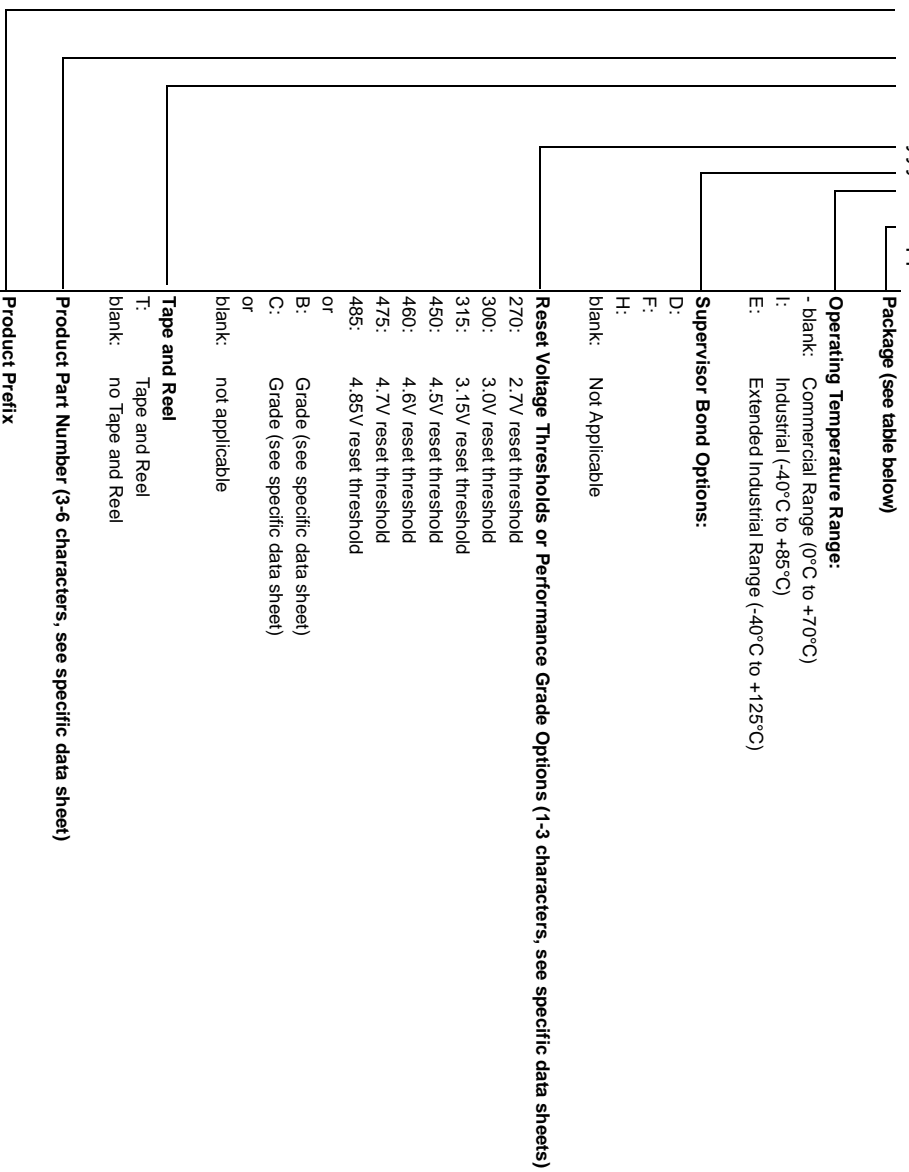 Package (see table below)
Operating Temperature Range:
- blank: Commercial Range (0°C to +70°C)
I: Industrial (-40°C to +85°C)
E: Extended Industrial Range (-40°C to +125°C)
Supervisor Bond Options:
D:
F:
H:
blank: Not Applicable
Reset Voltage Thresholds or Performance Grade Options (1-3 characters, see specific data sheets)
270: 2.7V reset threshold
300: 3.0V reset threshold
315: 3.15V reset threshold
450: 4.5V reset threshold
460: 4.6V reset threshold
475: 4.7V reset threshold
485: 4.85V reset threshold
or
B: Grade (see specific data sheet)
C: Grade (see specific data sheet)
or
blank: not applicable
Tape and Reel
T: Tape and Reel
blank: no Tape and Reel
Product Part Number (3-6 characters, see specific data sheet)
Product Prefix